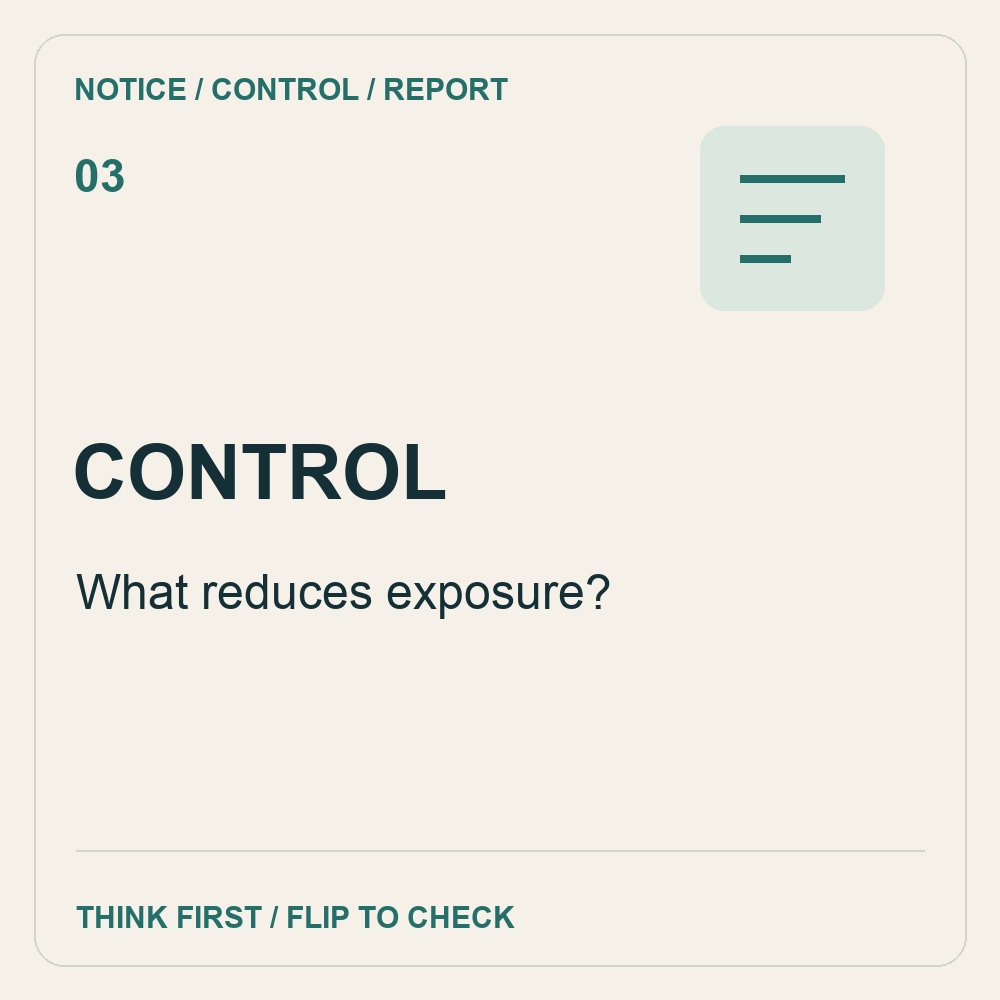 NOTICE / CONTROL / REPORT
03
CONTROL
What reduces exposure?
THINK FIRST / FLIP TO CHECK